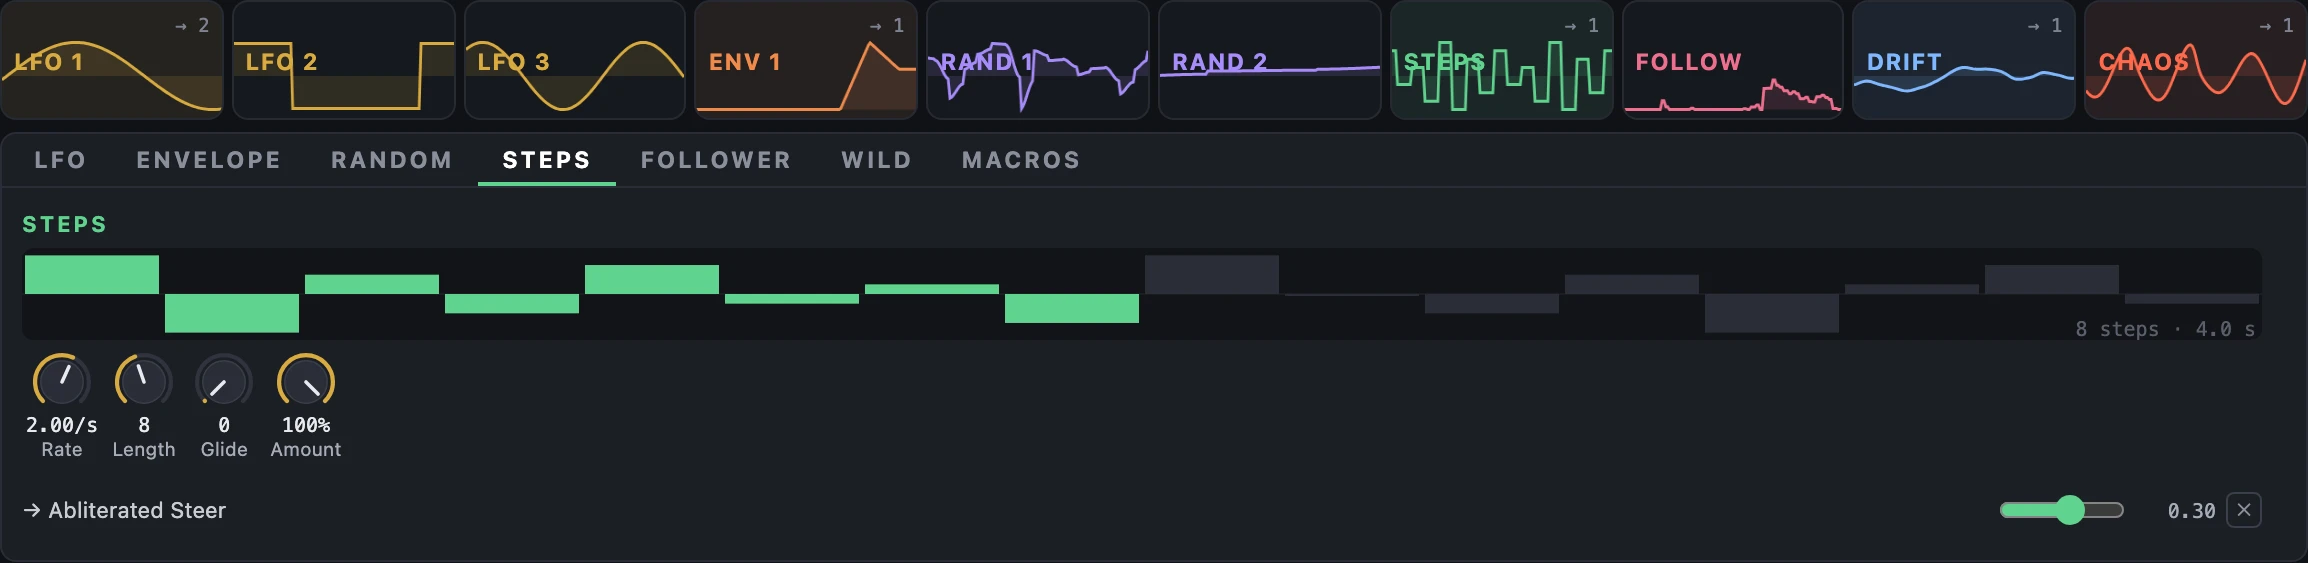 LFO 1 → 2
LFO 2
LFO 3
ENV 1 → 1
RAND 1
RAND 2
STEPS → 1
FOLLOW
DRIFT → 1
CHAOS → 1
LFO ENVELOPE RANDOM STEPS FOLLOWER WILD MACROS
STEPS
8 steps · 4.0 s
2.00/s 8 0 100%
Rate Length Glide Amount
→ Abliterated Steer 0.30 ×